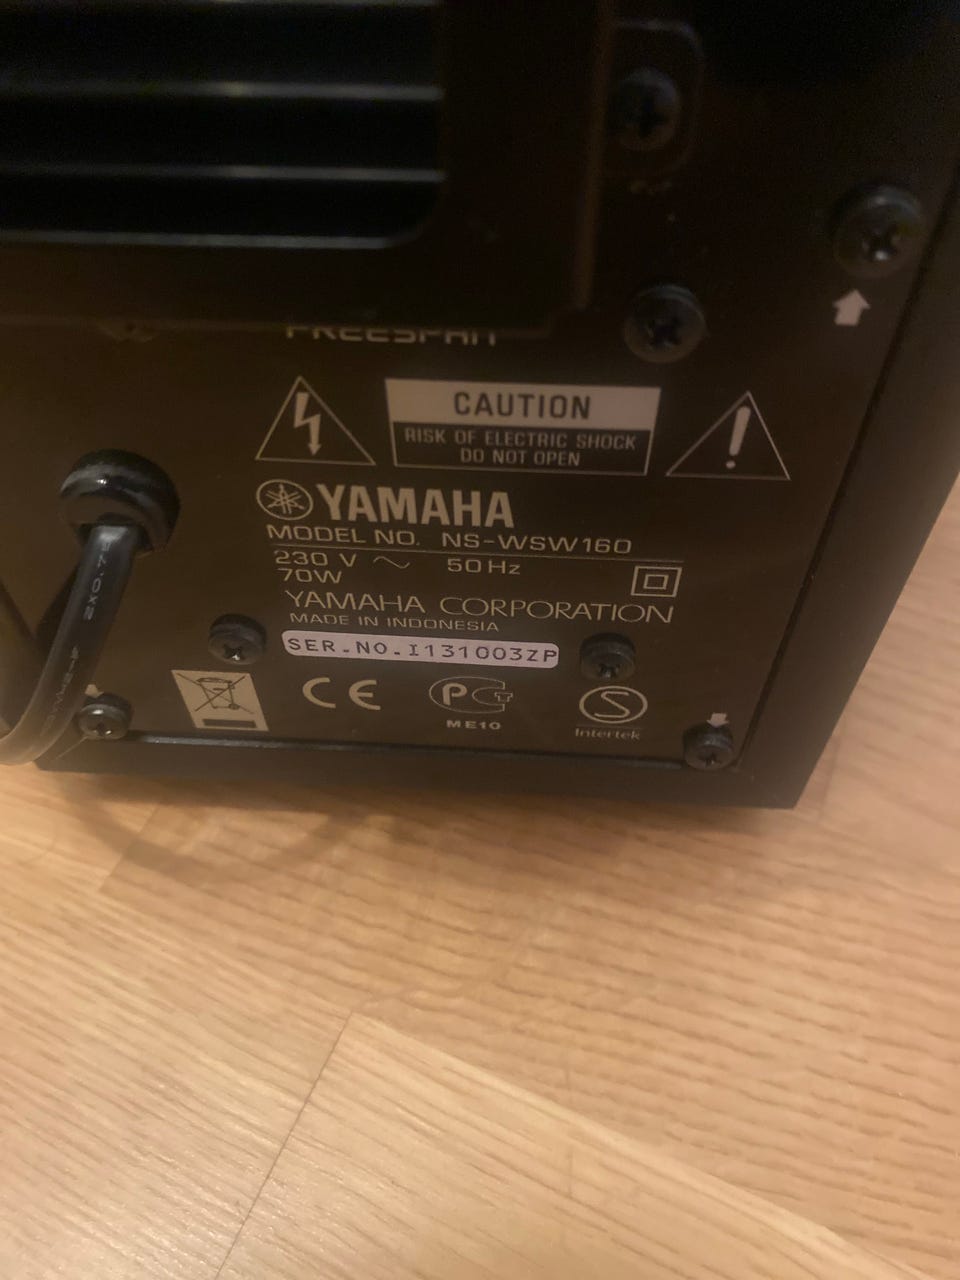 CAUTION
RISK OF ELECTRIC SHOCK
DO NOT OPEN
YAMAHA
MODEL NO. NS-WSW160
230 V ~ 50 Hz
70W
YAMAHA CORPORATION
MADE IN INDONESIA
SER.NO.I131003ZP
CE
PCT
ME10
S
Intertek